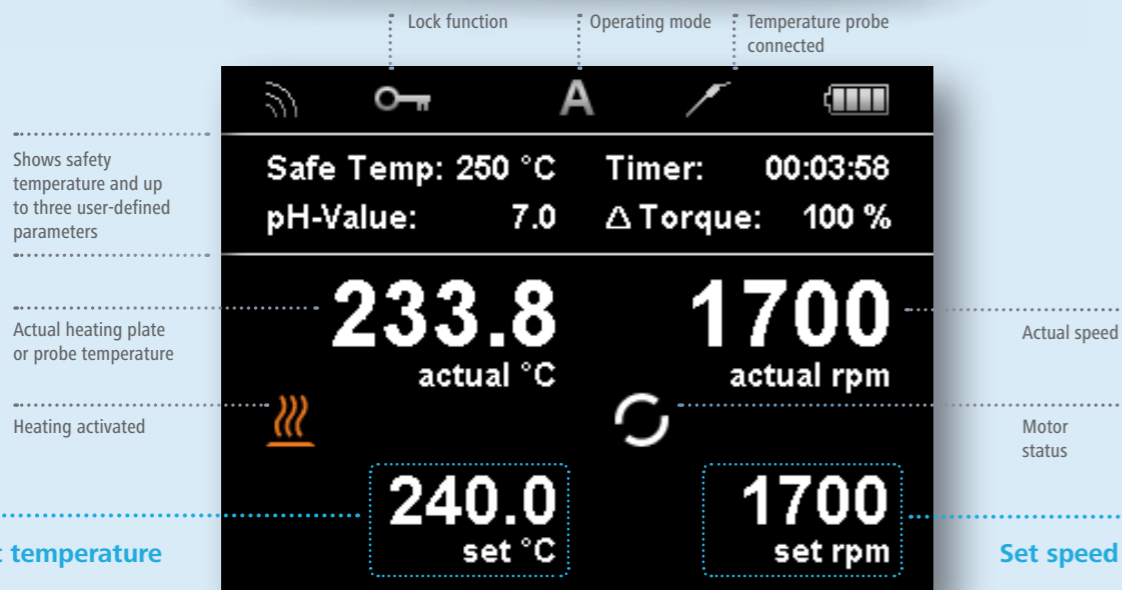 Lock function
Operating mode
Temperature probe
connected
A
Shows safety
temperature and up
to three user-defined
parameters
Safe Temp: 250 °C
Timer: 00:03:58
pH-Value: 7.0
Δ Torque: 100 %
Actual heating plate
or probe temperature
233.8
actual °C
1700
actual rpm
Actual speed
Heating activated
Motor
status
t temperature
240.0
set °C
1700
set rpm
Set speed